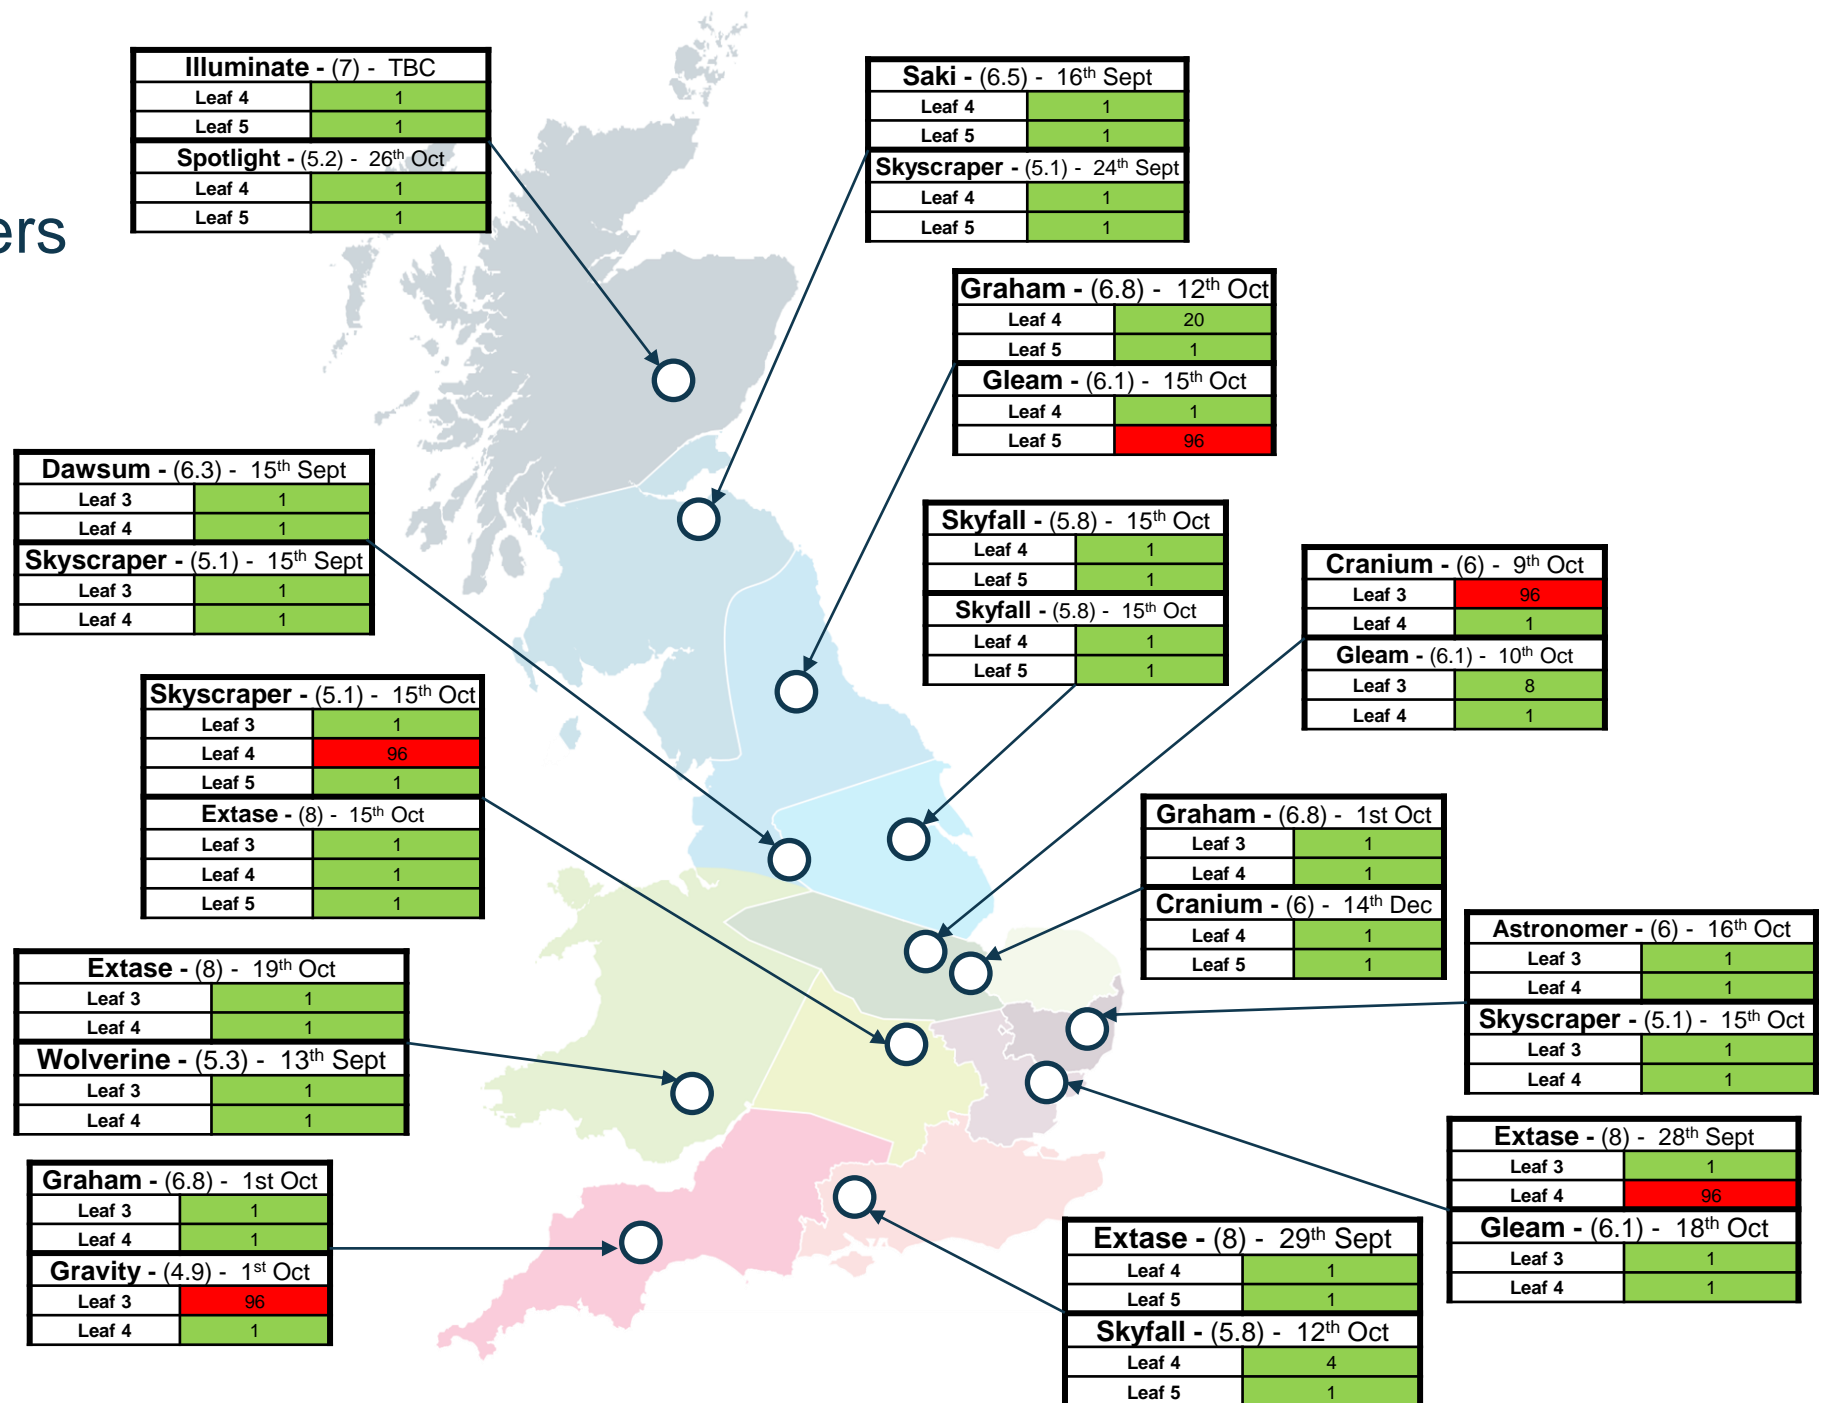 ers
Illuminate - (7) - TBC
Leaf 4 1
Leaf 5 1
Spotlight - (5.2) - 26th Oct
Leaf 4 1
Leaf 5 1
Saki - (6.5) - 16th Sept
Leaf 4 1
Leaf 5 1
Skyscraper - (5.1) - 24th Sept
Leaf 4 1
Leaf 5 1
Graham - (6.8) - 12th Oct
Leaf 4 20
Leaf 5 1
Gleam - (6.1) - 15th Oct
Leaf 4 1
Leaf 5 96
Dawsum - (6.3) - 15th Sept
Leaf 3 1
Leaf 4 1
Skyscraper - (5.1) - 15th Sept
Leaf 3 1
Leaf 4 1
Skyfall - (5.8) - 15th Oct
Leaf 4 1
Leaf 5 1
Skyfall - (5.8) - 15th Oct
Leaf 4 1
Leaf 5 1
Cranium - (6) - 9th Oct
Leaf 3 96
Leaf 4 1
Gleam - (6.1) - 10th Oct
Leaf 3 8
Leaf 4 1
Skyscraper - (5.1) - 15th Oct
Leaf 3 1
Leaf 4 96
Leaf 5 1
Extase - (8) - 15th Oct
Leaf 3 1
Leaf 4 1
Leaf 5 1
Graham - (6.8) - 1st Oct
Leaf 3 1
Leaf 4 1
Cranium - (6) - 14th Dec
Leaf 4 1
Leaf 5 1
Astronomer - (6) - 16th Oct
Leaf 3 1
Leaf 4 1
Skyscraper - (5.1) - 15th Oct
Leaf 3 1
Leaf 4 1
Extase - (8) - 19th Oct
Leaf 3 1
Leaf 4 1
Wolverine - (5.3) - 13th Sept
Leaf 3 1
Leaf 4 1
Extase - (8) - 28th Sept
Leaf 3 1
Leaf 4 96
Gleam - (6.1) - 18th Oct
Leaf 3 1
Leaf 4 1
Graham - (6.8) - 1st Oct
Leaf 3 1
Leaf 4 1
Gravity - (4.9) - 1st Oct
Leaf 3 96
Leaf 4 1
Extase - (8) - 29th Sept
Leaf 4 1
Leaf 5 1
Skyfall - (5.8) - 12th Oct
Leaf 4 4
Leaf 5 1